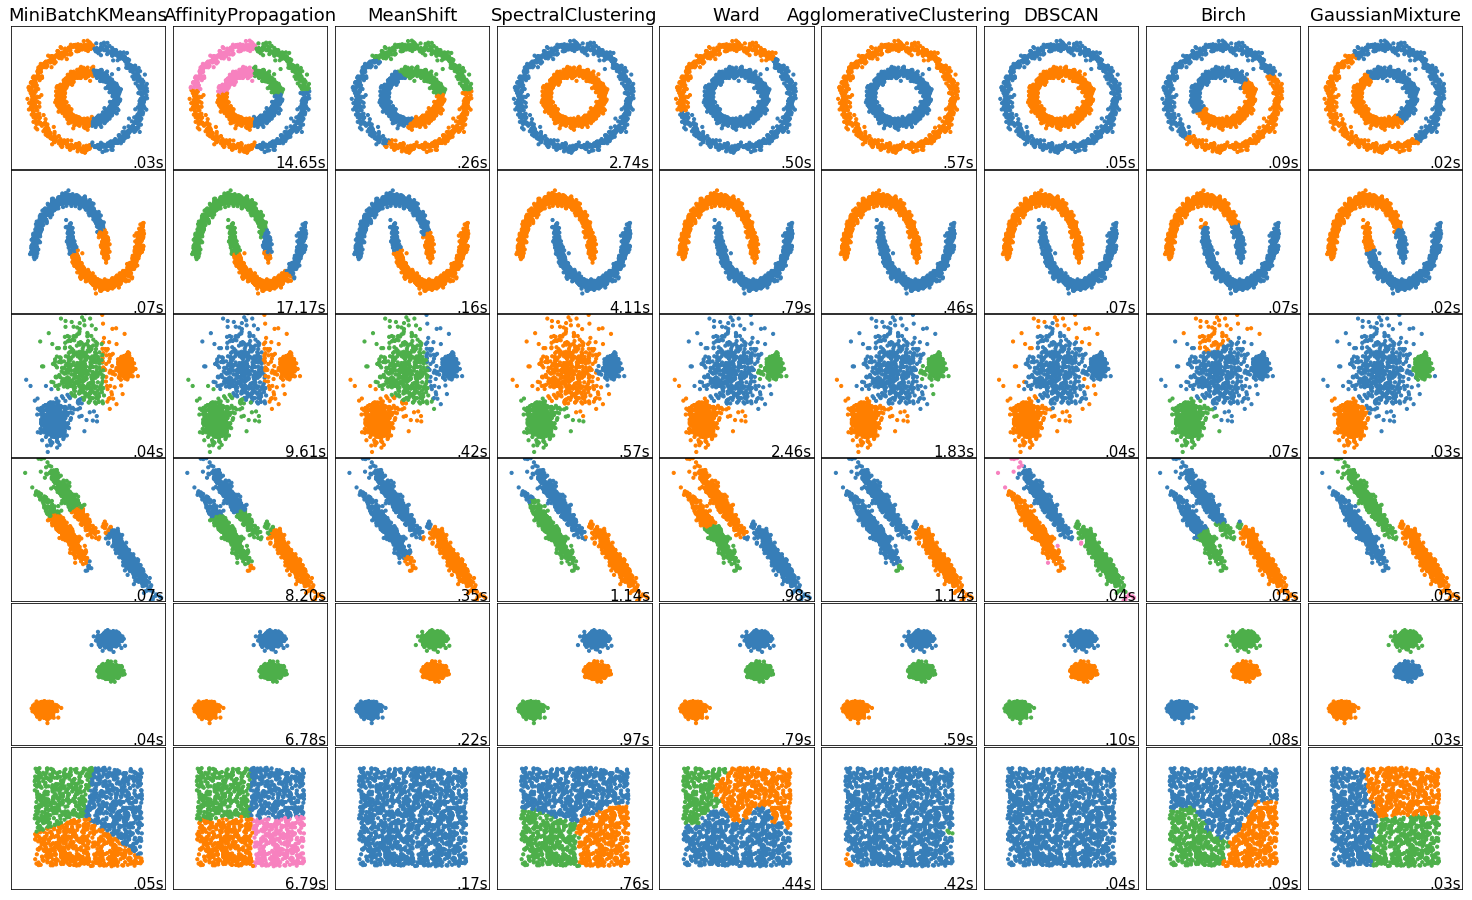 MiniBatchKMeans AffinityPropagation MeanShift SpectralClustering Ward AgglomerativeClustering DBSCAN Birch GaussianMixture
.03s 14.65s .26s 2.74s .50s .57s .05s .09s .02s
.07s 17.17s .16s 4.11s .79s .46s .07s .07s .02s
.04s 9.61s .42s .57s 2.46s 1.83s .04s .07s .03s
.07s 8.20s .35s 1.14s .98s 1.14s .04s .05s .05s
.04s 6.78s .22s .97s .79s .59s .10s .08s .03s
.05s 6.79s .17s .76s .44s .42s .04s .09s .03s